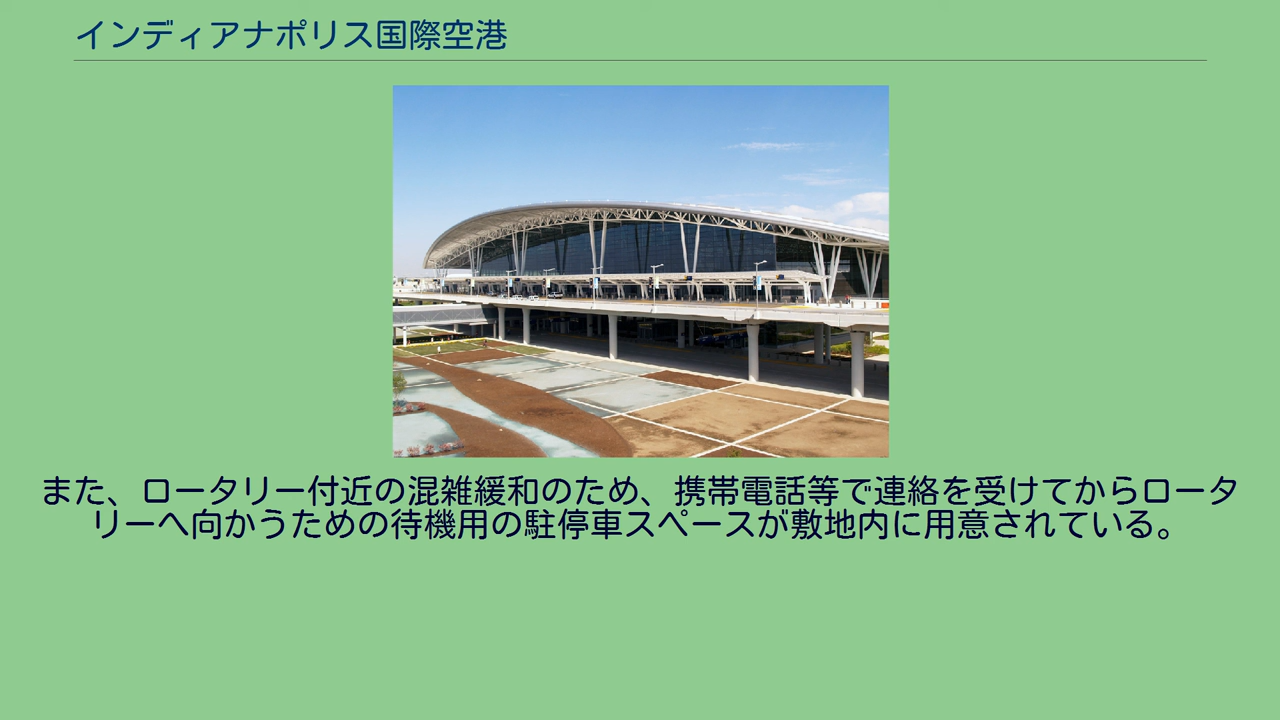 インディアナポリス国際空港
また、ロータリー付近の混雑緩和のため、携帯電話等で連絡を受けてからロータ
リーへ向かうための待機用の駐停車スペースが敷地内に用意されている。